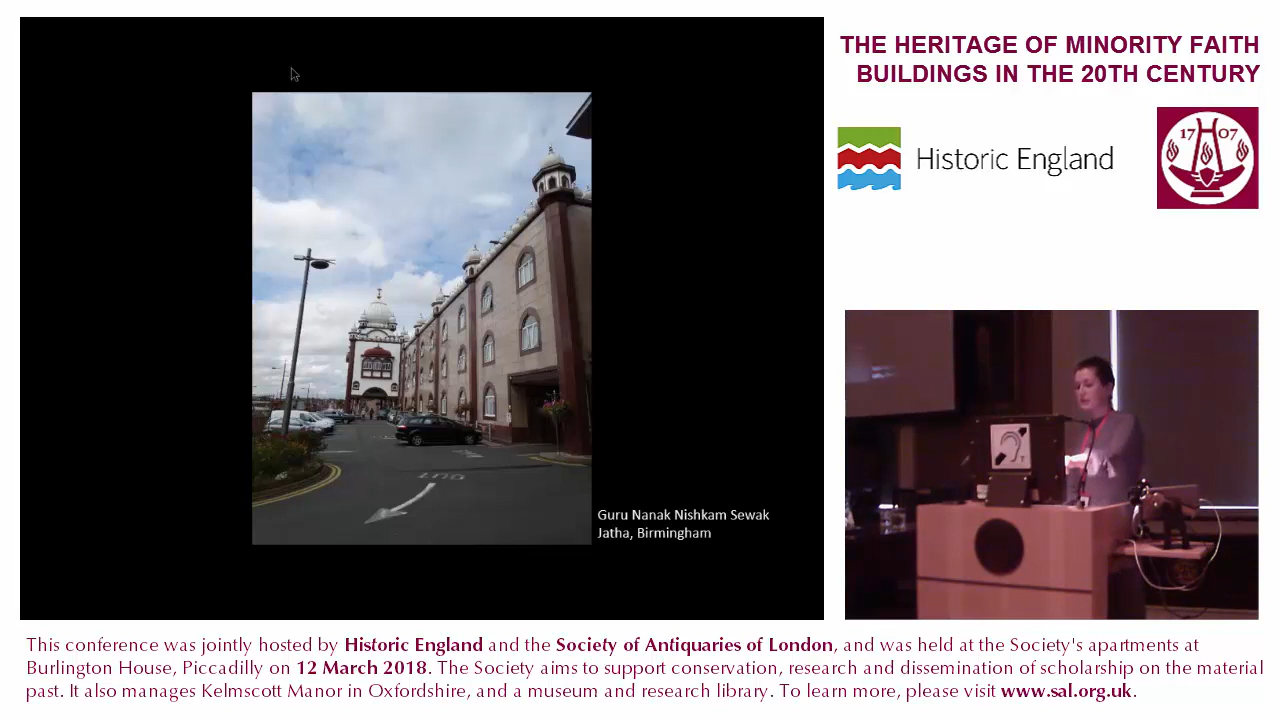 THE HERITAGE OF MINORITY FAITH
BUILDINGS IN THE 20TH CENTURY
Historic England
17 07
Guru Nanak Nishkam Sewak
Jatha, Birmingham
T
This conference was jointly hosted by Historic England and the Society of Antiquaries of London, and was held at the Society's apartments at
Burlington House, Piccadilly on 12 March 2018. The Society aims to support conservation, research and dissemination of scholarship on the material
past. It also manages Kelmscott Manor in Oxfordshire, and a museum and research library. To learn more, please visit www.sal.org.uk.